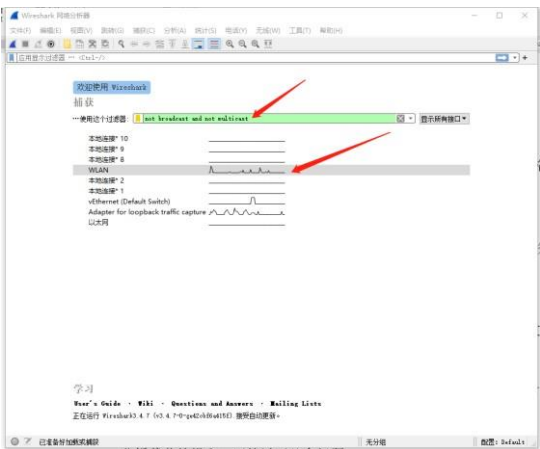 Wireshark 网络分析器
文件(F) 编辑(E) 视图(V) 跳转(G) 捕获(C) 分析(A) 统计(S) 电话(Y) 无线(W) 工具(T) 帮助(H)
应用显示过滤器 … <Ctrl-/>
欢迎使用 Wireshark
捕获
…使用这个过滤器: not broadcast and not multicast 显示所有接口
本地连接* 10
本地连接* 9
本地连接* 8
WLAN
本地连接* 2
本地连接* 1
vEthernet (Default Switch)
Adapter for loopback traffic capture
以太网
学习
User's Guide · Wiki · Questions and Answers · Mailing Lists
正在运行 Wireshark3.4.7 接受自动更新。
已准备好加载或捕获 无分组 配置: Default